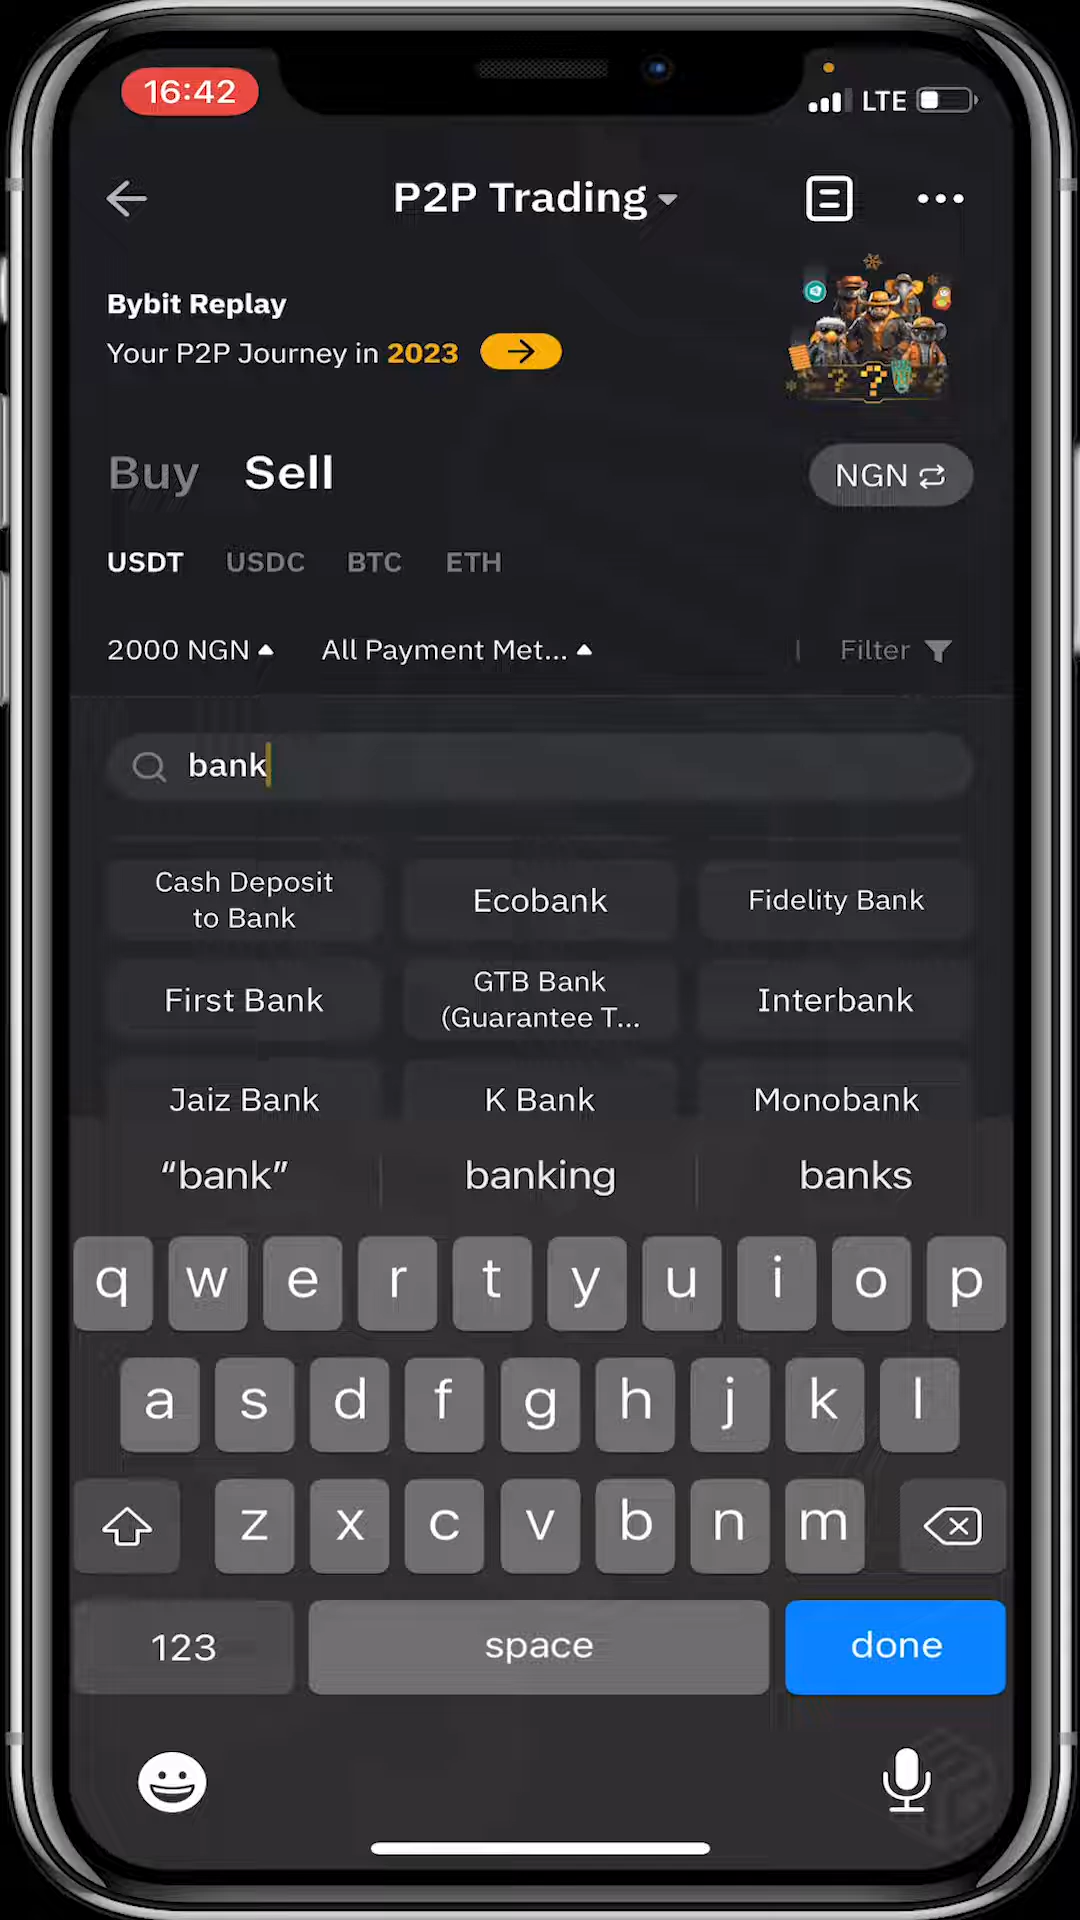 16:42
LTE
P2P Trading
Bybit Replay
Your P2P Journey in 2023
Buy Sell
NGN
USDT USDC BTC ETH
2000 NGN
All Payment Met...
Filter
bank
Cash Deposit
to Bank
Ecobank
Fidelity Bank
First Bank
GTB Bank
(Guarantee T...
Interbank
Jaiz Bank
K Bank
Monobank
“bank” banking banks
q w e r t y u i o p
a s d f g h j k l
z x c v b n m
123 space done